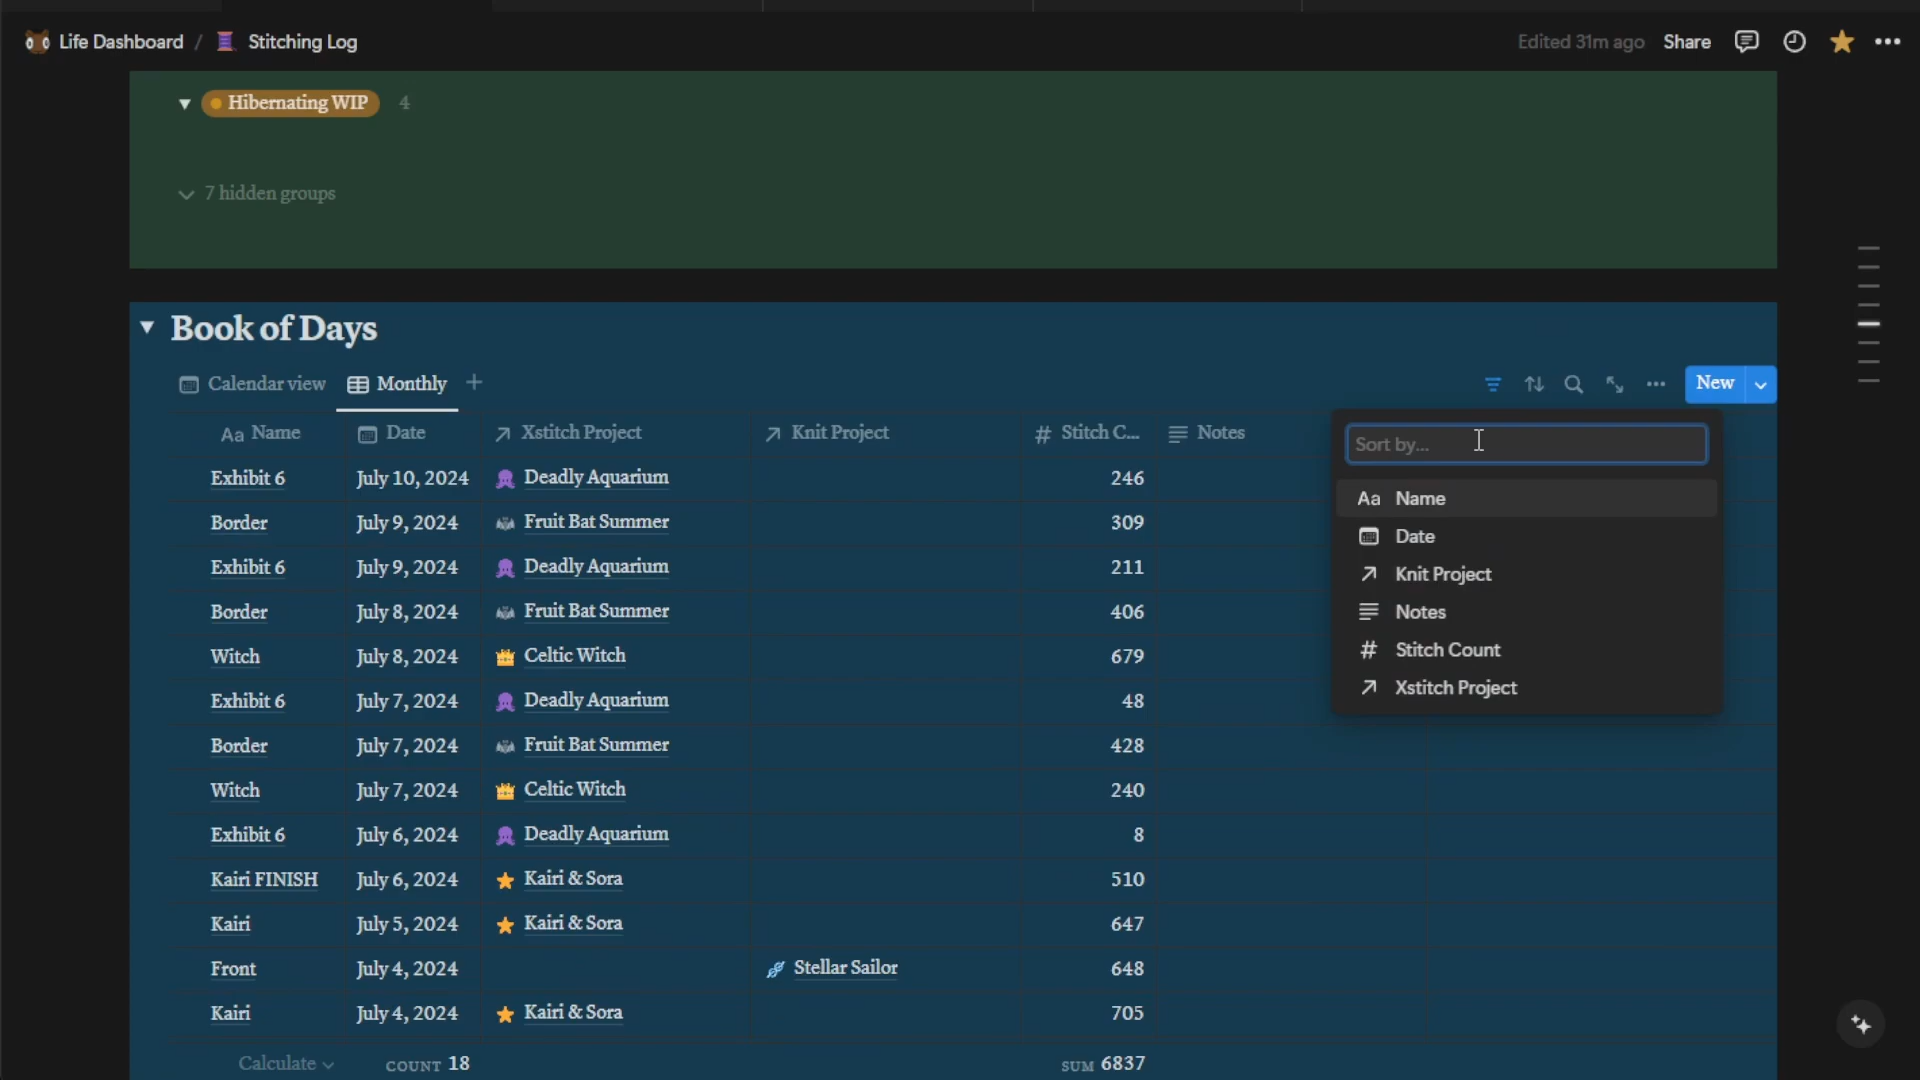 Life Dashboard / Stitching Log Edited 31m ago Share
Hibernating WIP 4
7 hidden groups
Book of Days
Calendar view Monthly New
Aa Name Date Xstitch Project Knit Project # Stitch C... Notes
Exhibit 6 July 10, 2024 Deadly Aquarium 246
Border July 9, 2024 Fruit Bat Summer 309
Exhibit 6 July 9, 2024 Deadly Aquarium 211
Border July 8, 2024 Fruit Bat Summer 406
Witch July 8, 2024 Celtic Witch 679
Exhibit 6 July 7, 2024 Deadly Aquarium 48
Border July 7, 2024 Fruit Bat Summer 428
Witch July 7, 2024 Celtic Witch 240
Exhibit 6 July 6, 2024 Deadly Aquarium 8
Kairi FINISH July 6, 2024 Kairi & Sora 510
Kairi July 5, 2024 Kairi & Sora 647
Front July 4, 2024 Stellar Sailor 648
Kairi July 4, 2024 Kairi & Sora 705
Calculate COUNT 18 SUM 6837
Sort by...
Aa Name
Date
Knit Project
Notes
# Stitch Count
Xstitch Project